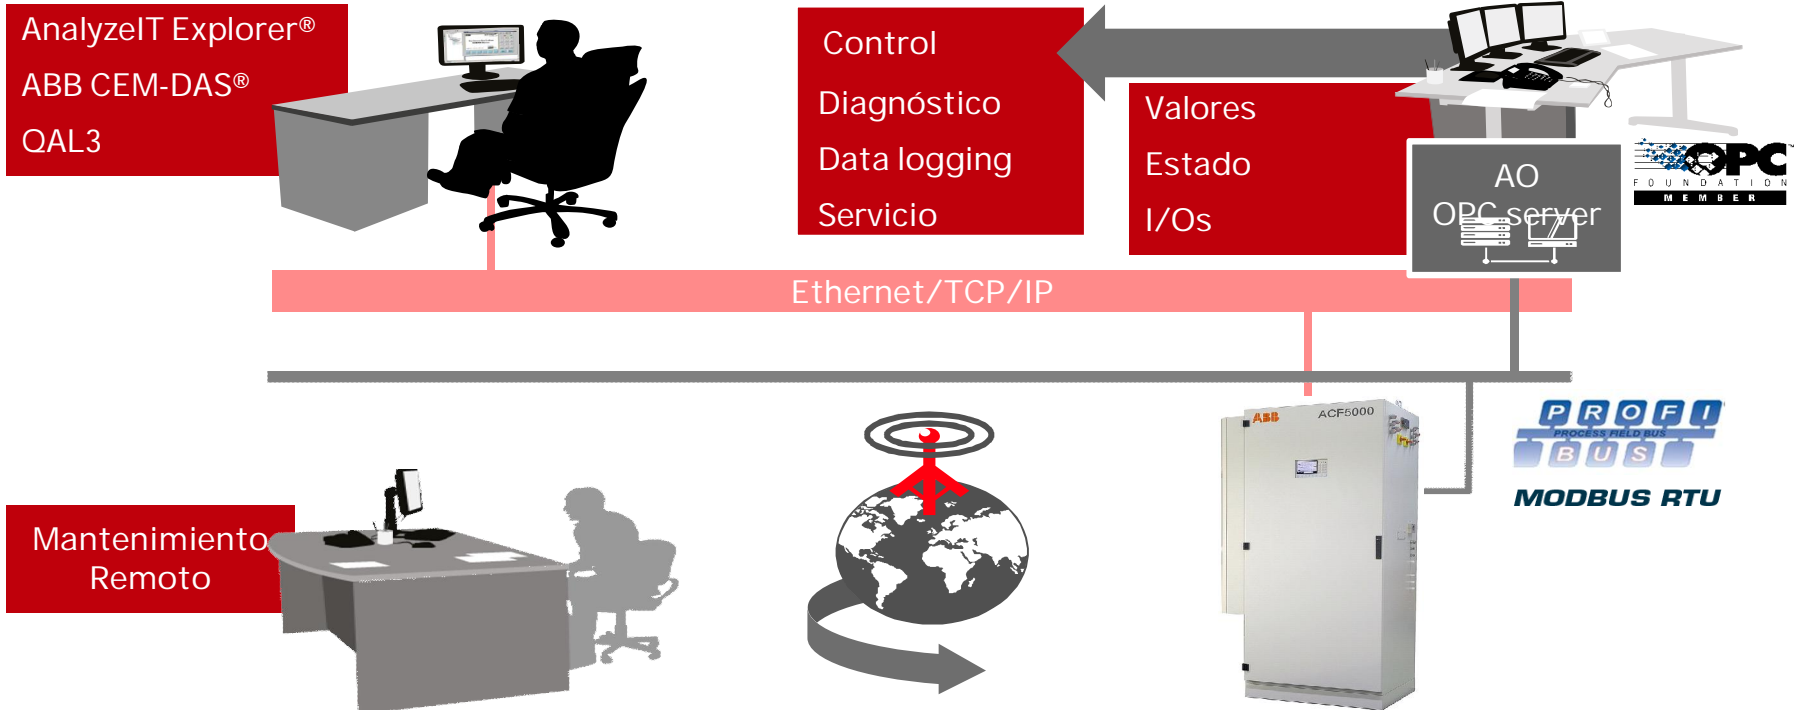 AnalyzeIT Explorer®
ABB CEM-DAS®
QAL3
Control
Diagnóstico
Data logging
Servicio
Valores
Estado
I/Os
AO
OPC server
OPC
FOUNDATION
MEMBER
Ethernet/TCP/IP
ABB
ACF5000
PROFI
PROCESS FIELD BUS
BUS
MODBUS RTU
Mantenimiento
Remoto